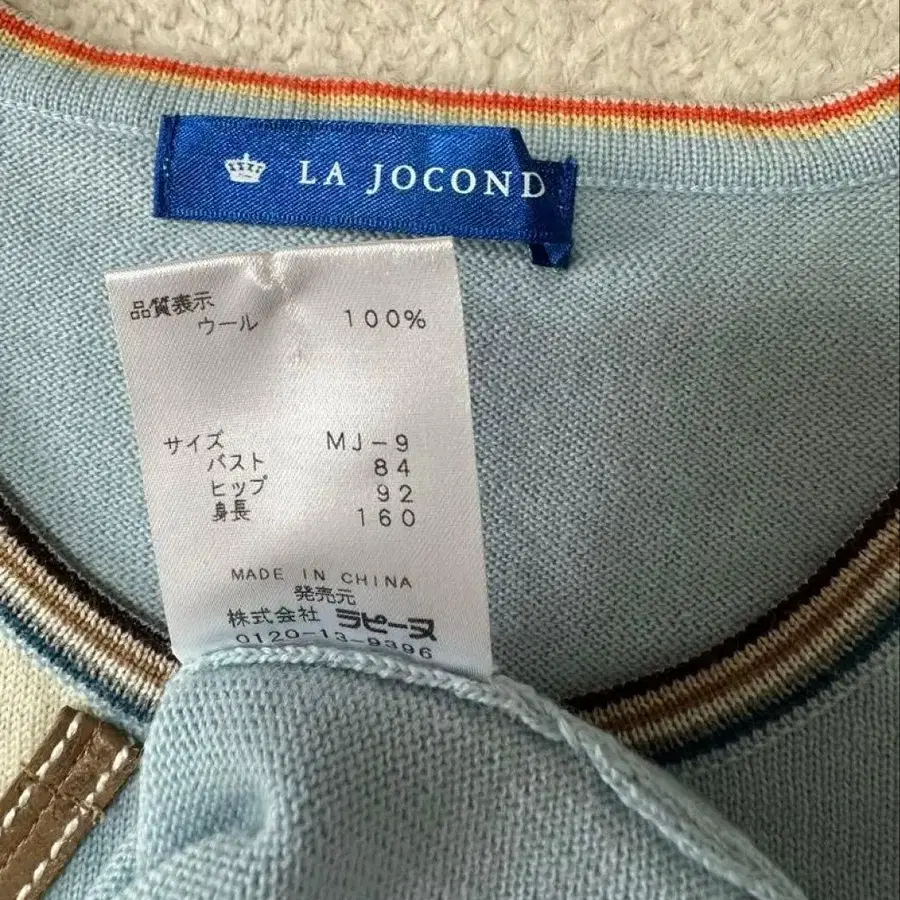 LA JOCOND
品質表示
ウール 100%
サイズ MJ-9
バスト 84
ヒップ 92
身長 160
MADE IN CHINA
発売元
株式会社 ラピーヌ
0120-13-9396